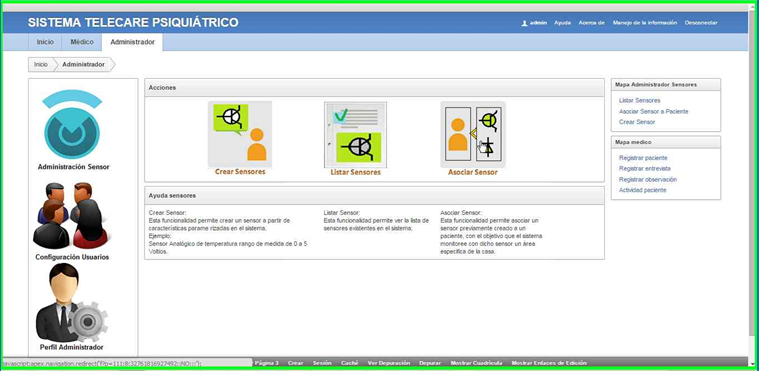 SISTEMA TELECARE PSIQUIÁTRICO
admin Ayuda Acerca de Manejo de la información Desconectar
Inicio Médico Administrador
Inicio Administrador
Administración Sensor
Configuración Usuarios
Perfil Administrador
Acciones
Crear Sensores Listar Sensores Asociar Sensor
Ayuda sensores
Crear Sensor:
Esta funcionalidad permite crear un sensor a partir de
características parame rizadas en el sistema.
Ejemplo:
Sensor Analógico de temperatura rango de medida de 0 a 5
Voltios.
Listar Sensor:
Esta funcionalidad permite ver la lista de
sensores existentes en el sistema.
Asociar Sensor:
Esta funcionalidad permite asociar un
sensor previamente creado a un
paciente, con el objetivo que el sistema
monitoree con dicho sensor un área
especifica de la casa.
Mapa Administrador Sensores
Listar Sensores
Asociar Sensor a Paciente
Crear Sensor
Mapa medico
Registrar paciente
Registrar entrevista
Registrar observación
Actividad paciente
javascript:apex.navigation.redirect('f?p=111:8:32761816927492::NO:::');
Página 3 Crear Sesión Caché Ver Depuración Depurar Mostrar Cuadrícula Mostrar Enlaces de Edición